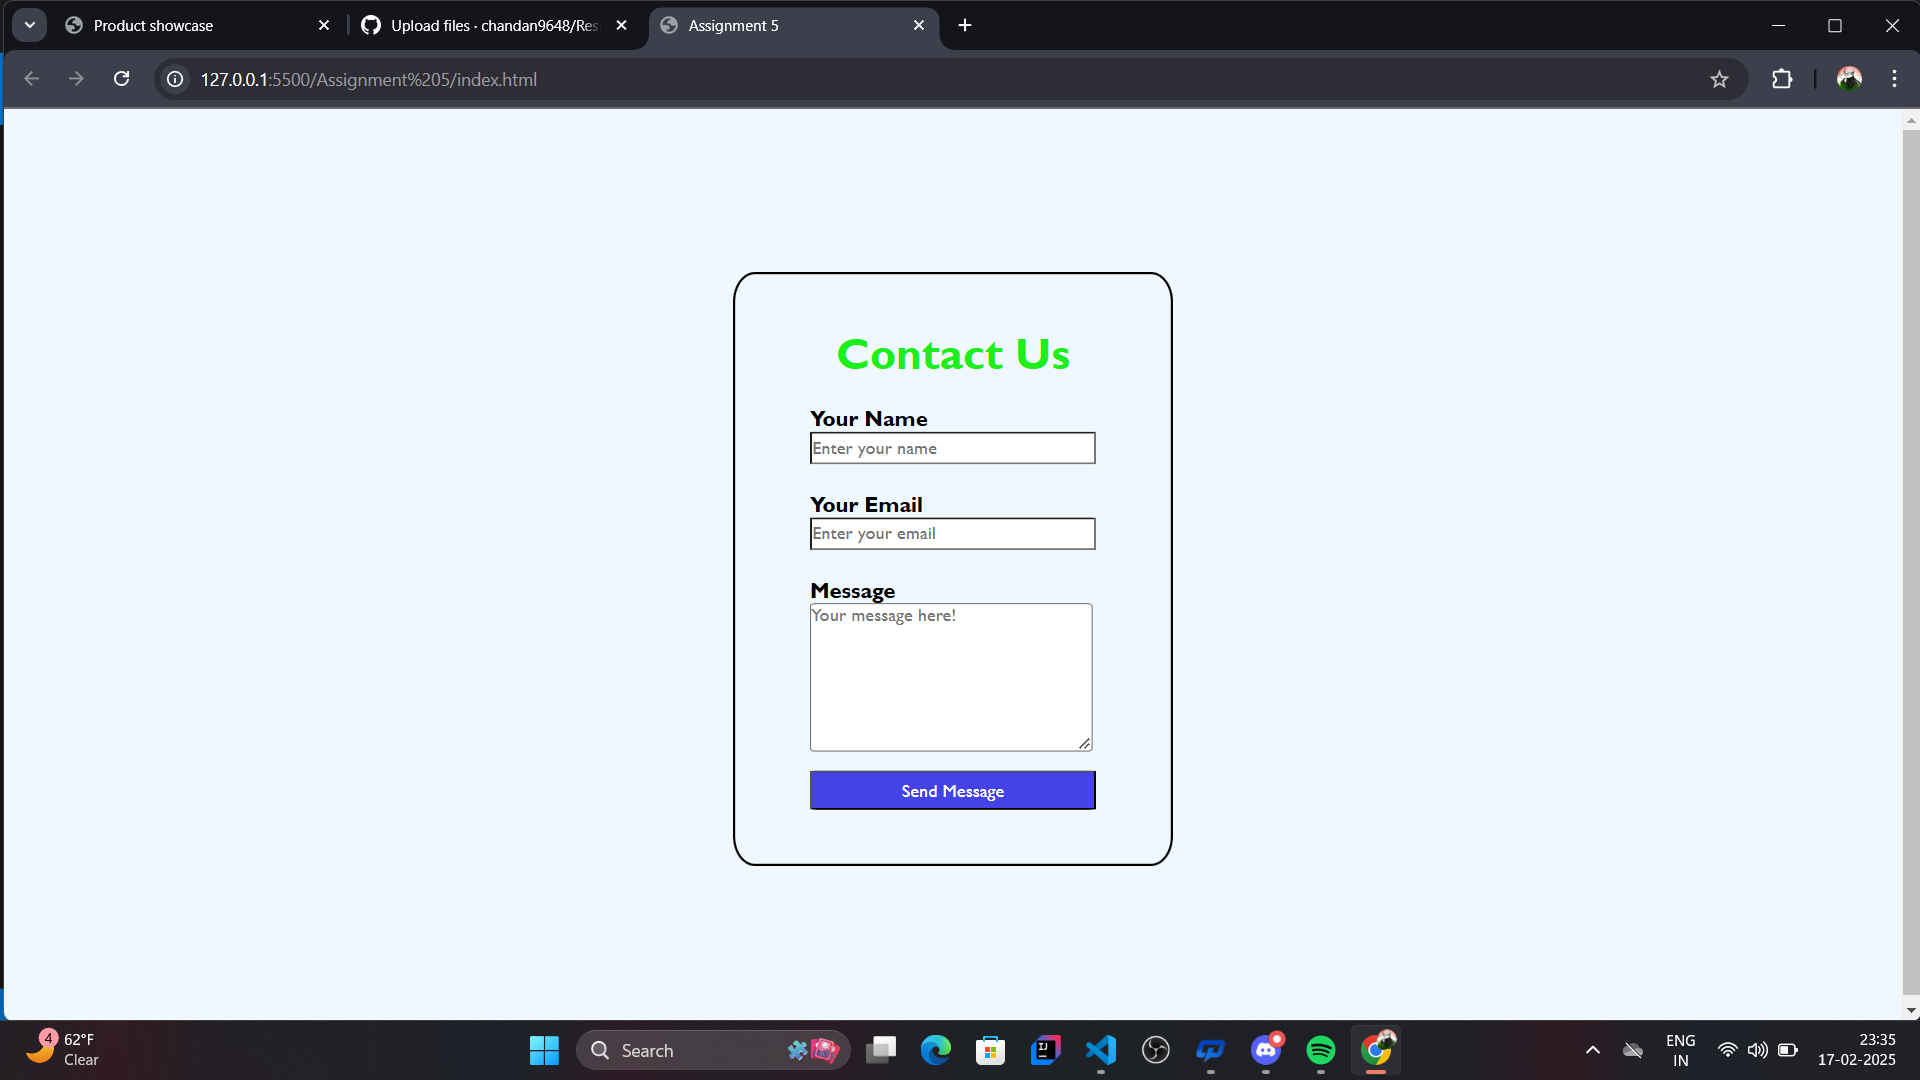 Product showcase
Upload files · chandan9648/Res
Assignment 5
127.0.0.1:5500/Assignment%205/index.html
Contact Us
Your Name
Enter your name
Your Email
Enter your email
Message
Your message here!
Send Message
4
62°F
Clear
Search
IJ
ENG
IN
23:35
17-02-2025